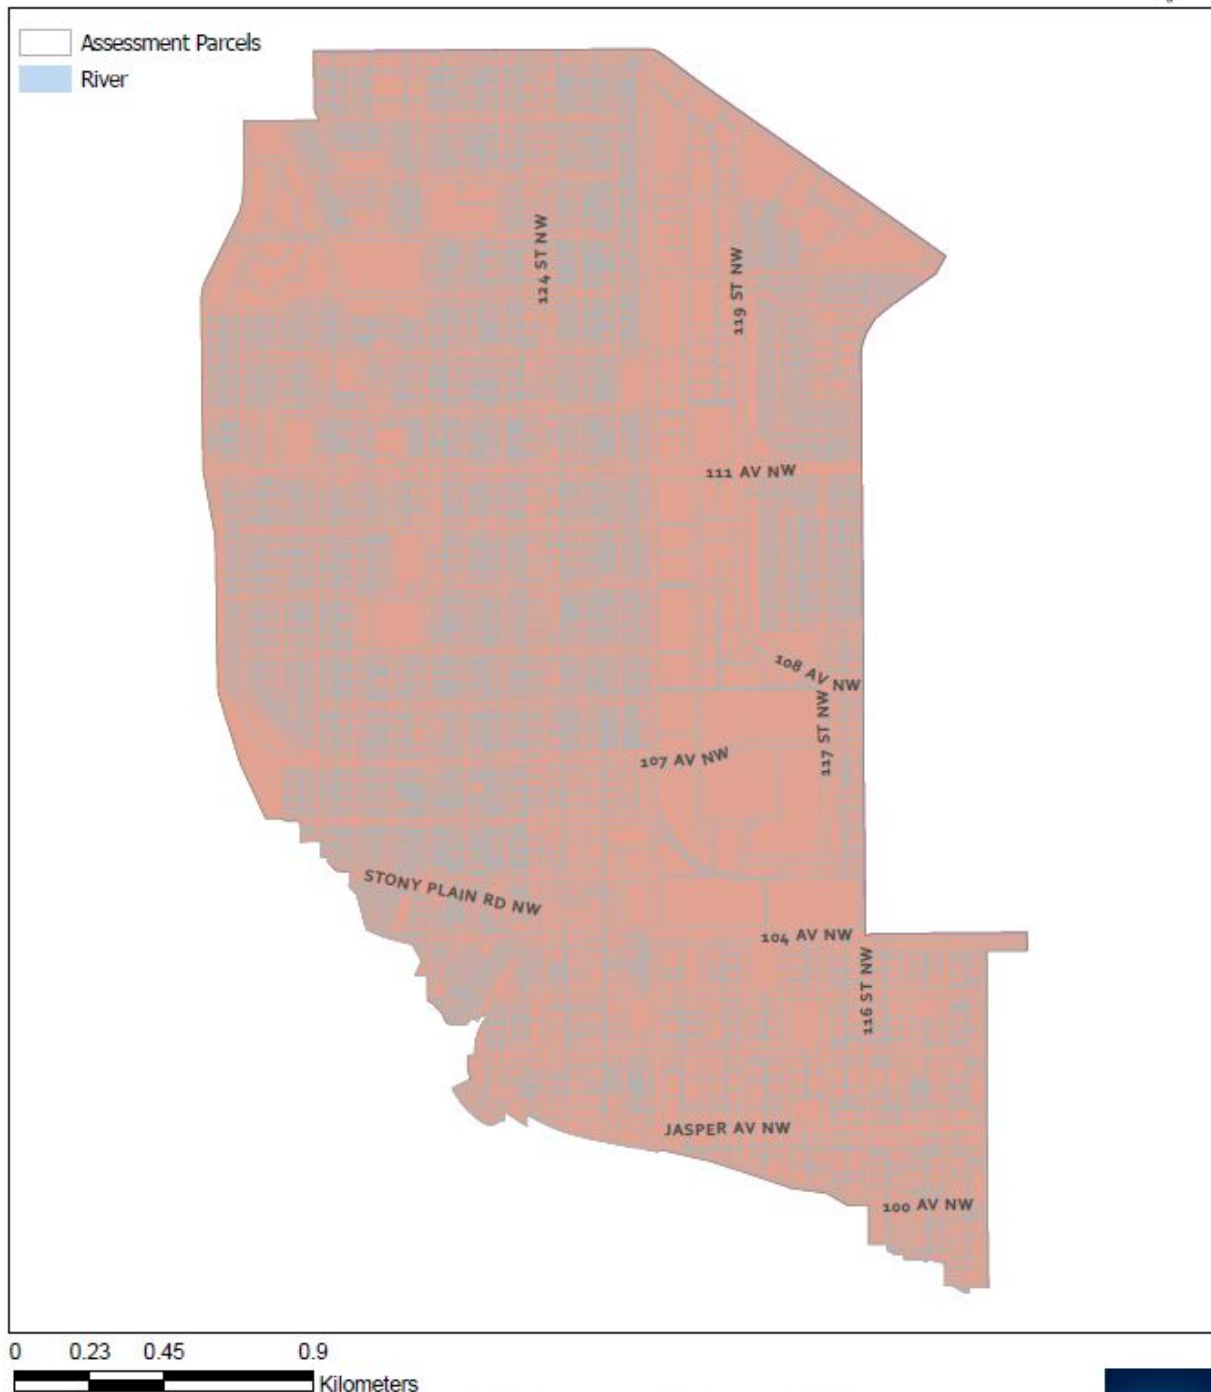 Assessment Parcels
River
124 ST NW
119 ST NW
111 AV NW
108 AV NW
117 ST NW
107 AV NW
STONY PLAIN RD NW
104 AV NW
116 ST NW
JASPER AV NW
100 AV NW
0 0.23 0.45 0.9
Kilometers